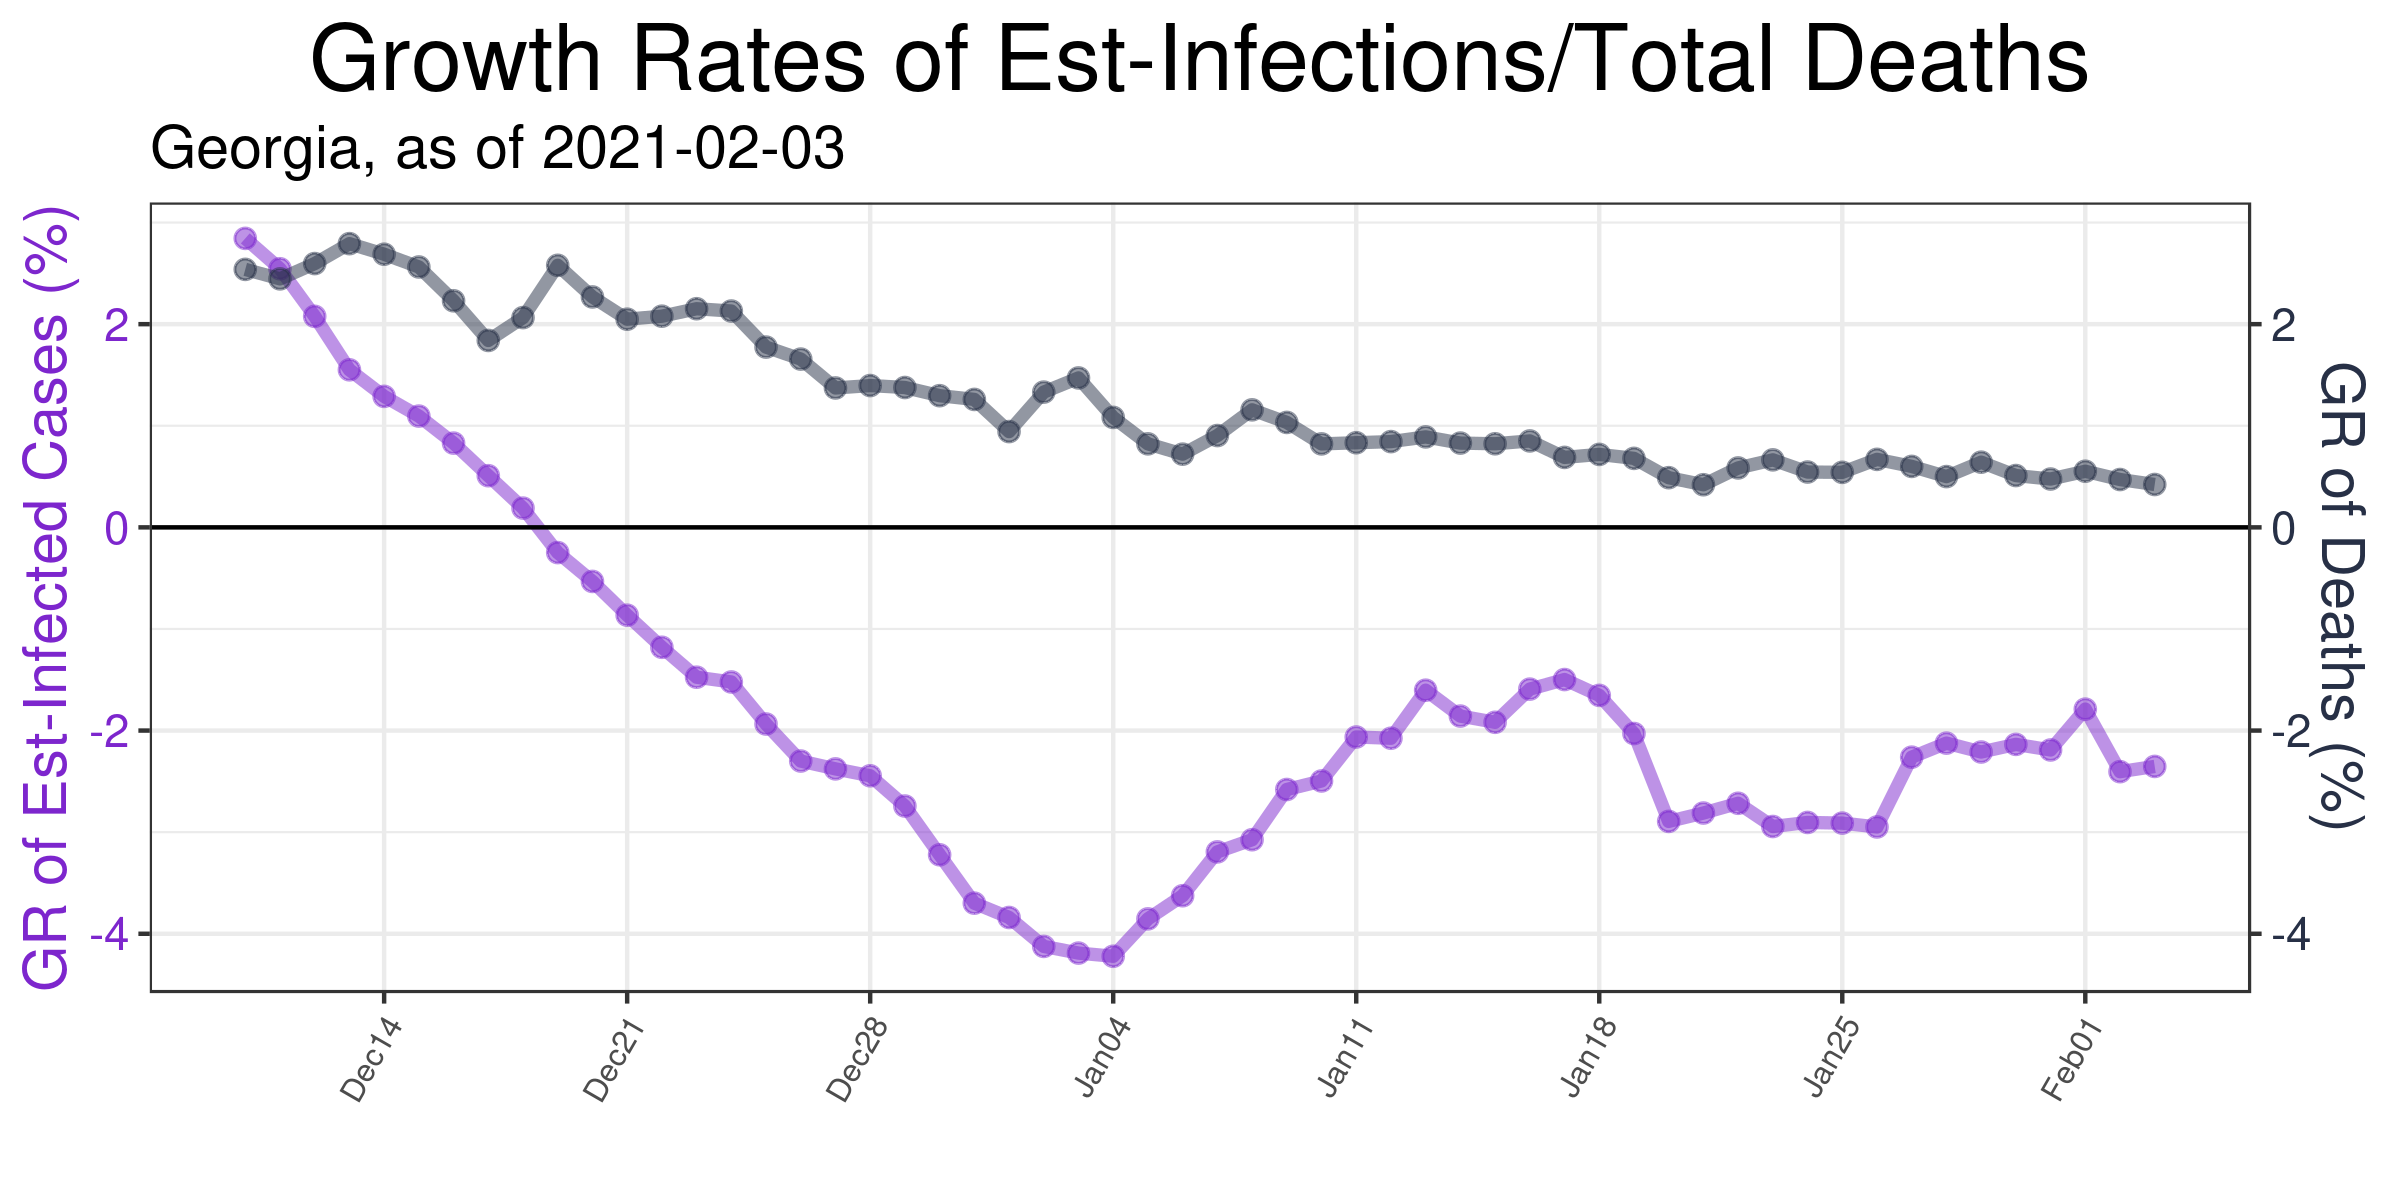 Growth Rates of Est-Infections/Total Deaths
Georgia, as of 2021-02-03
GR of Est-Infected Cases (%)
2
0
-2
-4
2
0
-2
-4
GR of Deaths (%)
Dec14
Dec21
Dec28
Jan04
Jan11
Jan18
Jan25
Feb01